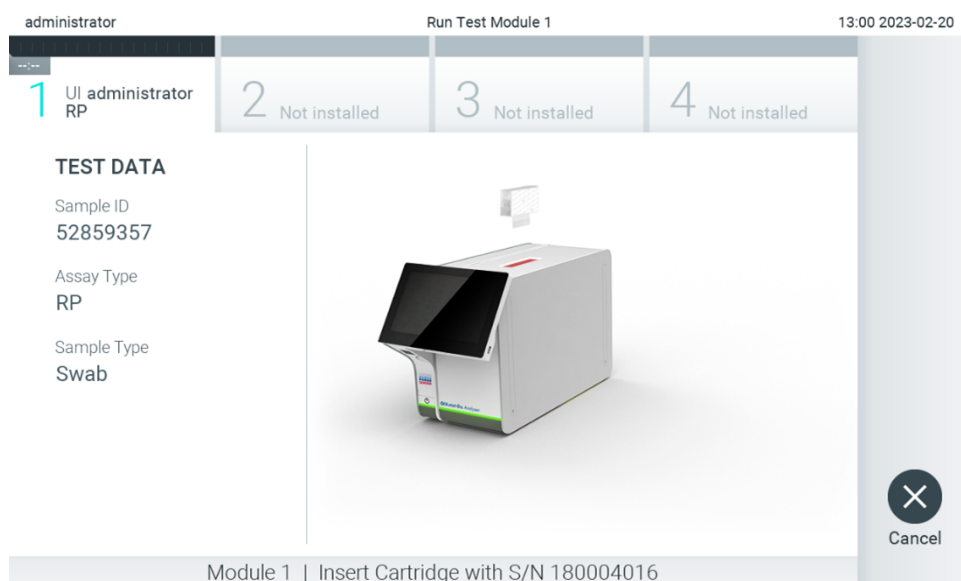 administrator
Run Test Module 1
13:00 2023-02-20
--:--
1
UI administrator
RP
2 Not installed
3 Not installed
4 Not installed
TEST DATA
Sample ID
52859357
Assay Type
RP
Sample Type
Swab
Cancel
Module 1 | Insert Cartridge with S/N 180004016